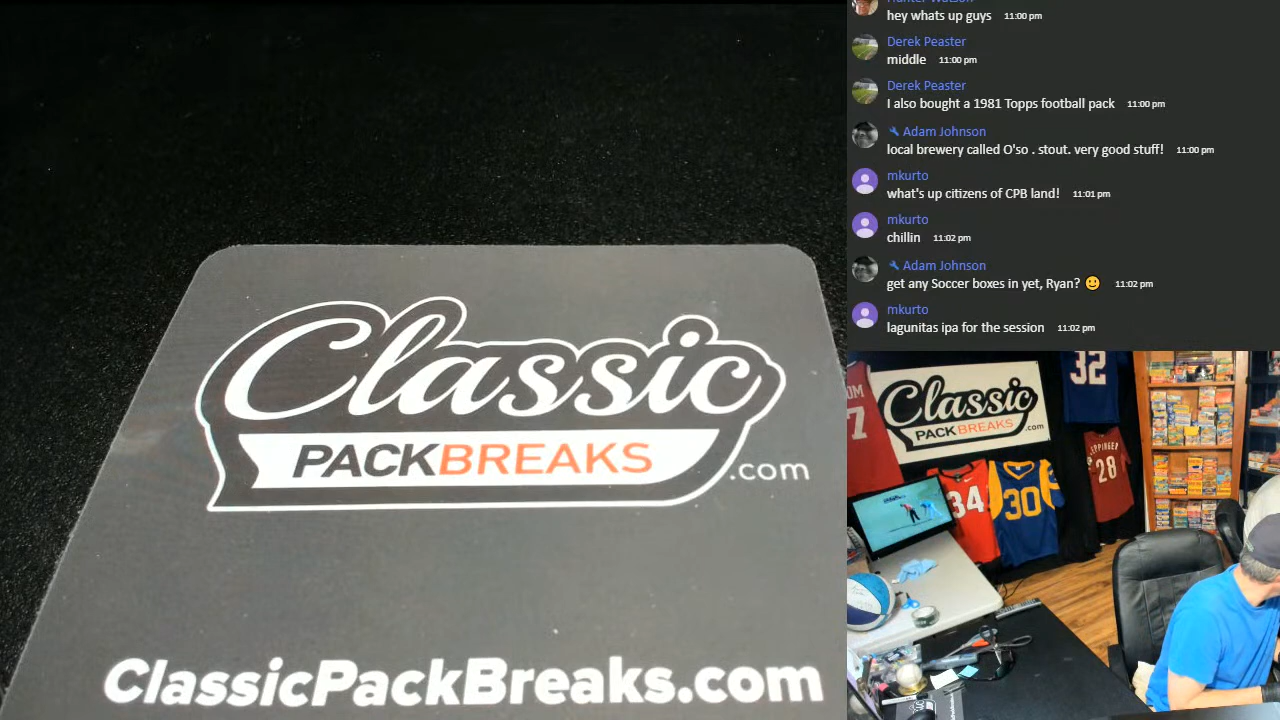 Classic
PACKBREAKS
.com
ClassicPackBreaks.com
hey whats up guys 11:00 pm
Derek Peaster
middle 11:00 pm
Derek Peaster
I also bought a 1981 Topps football pack 11:00 pm
Adam Johnson
local brewery called O'so . stout. very good stuff! 11:00 pm
mkurto
what's up citizens of CPB land! 11:01 pm
mkurto
chillin 11:02 pm
Adam Johnson
get any Soccer boxes in yet, Ryan? 11:02 pm
mkurto
lagunitas ipa for the session 11:02 pm
Classic
PACKBREAKS
.com
32
7
34
30
28